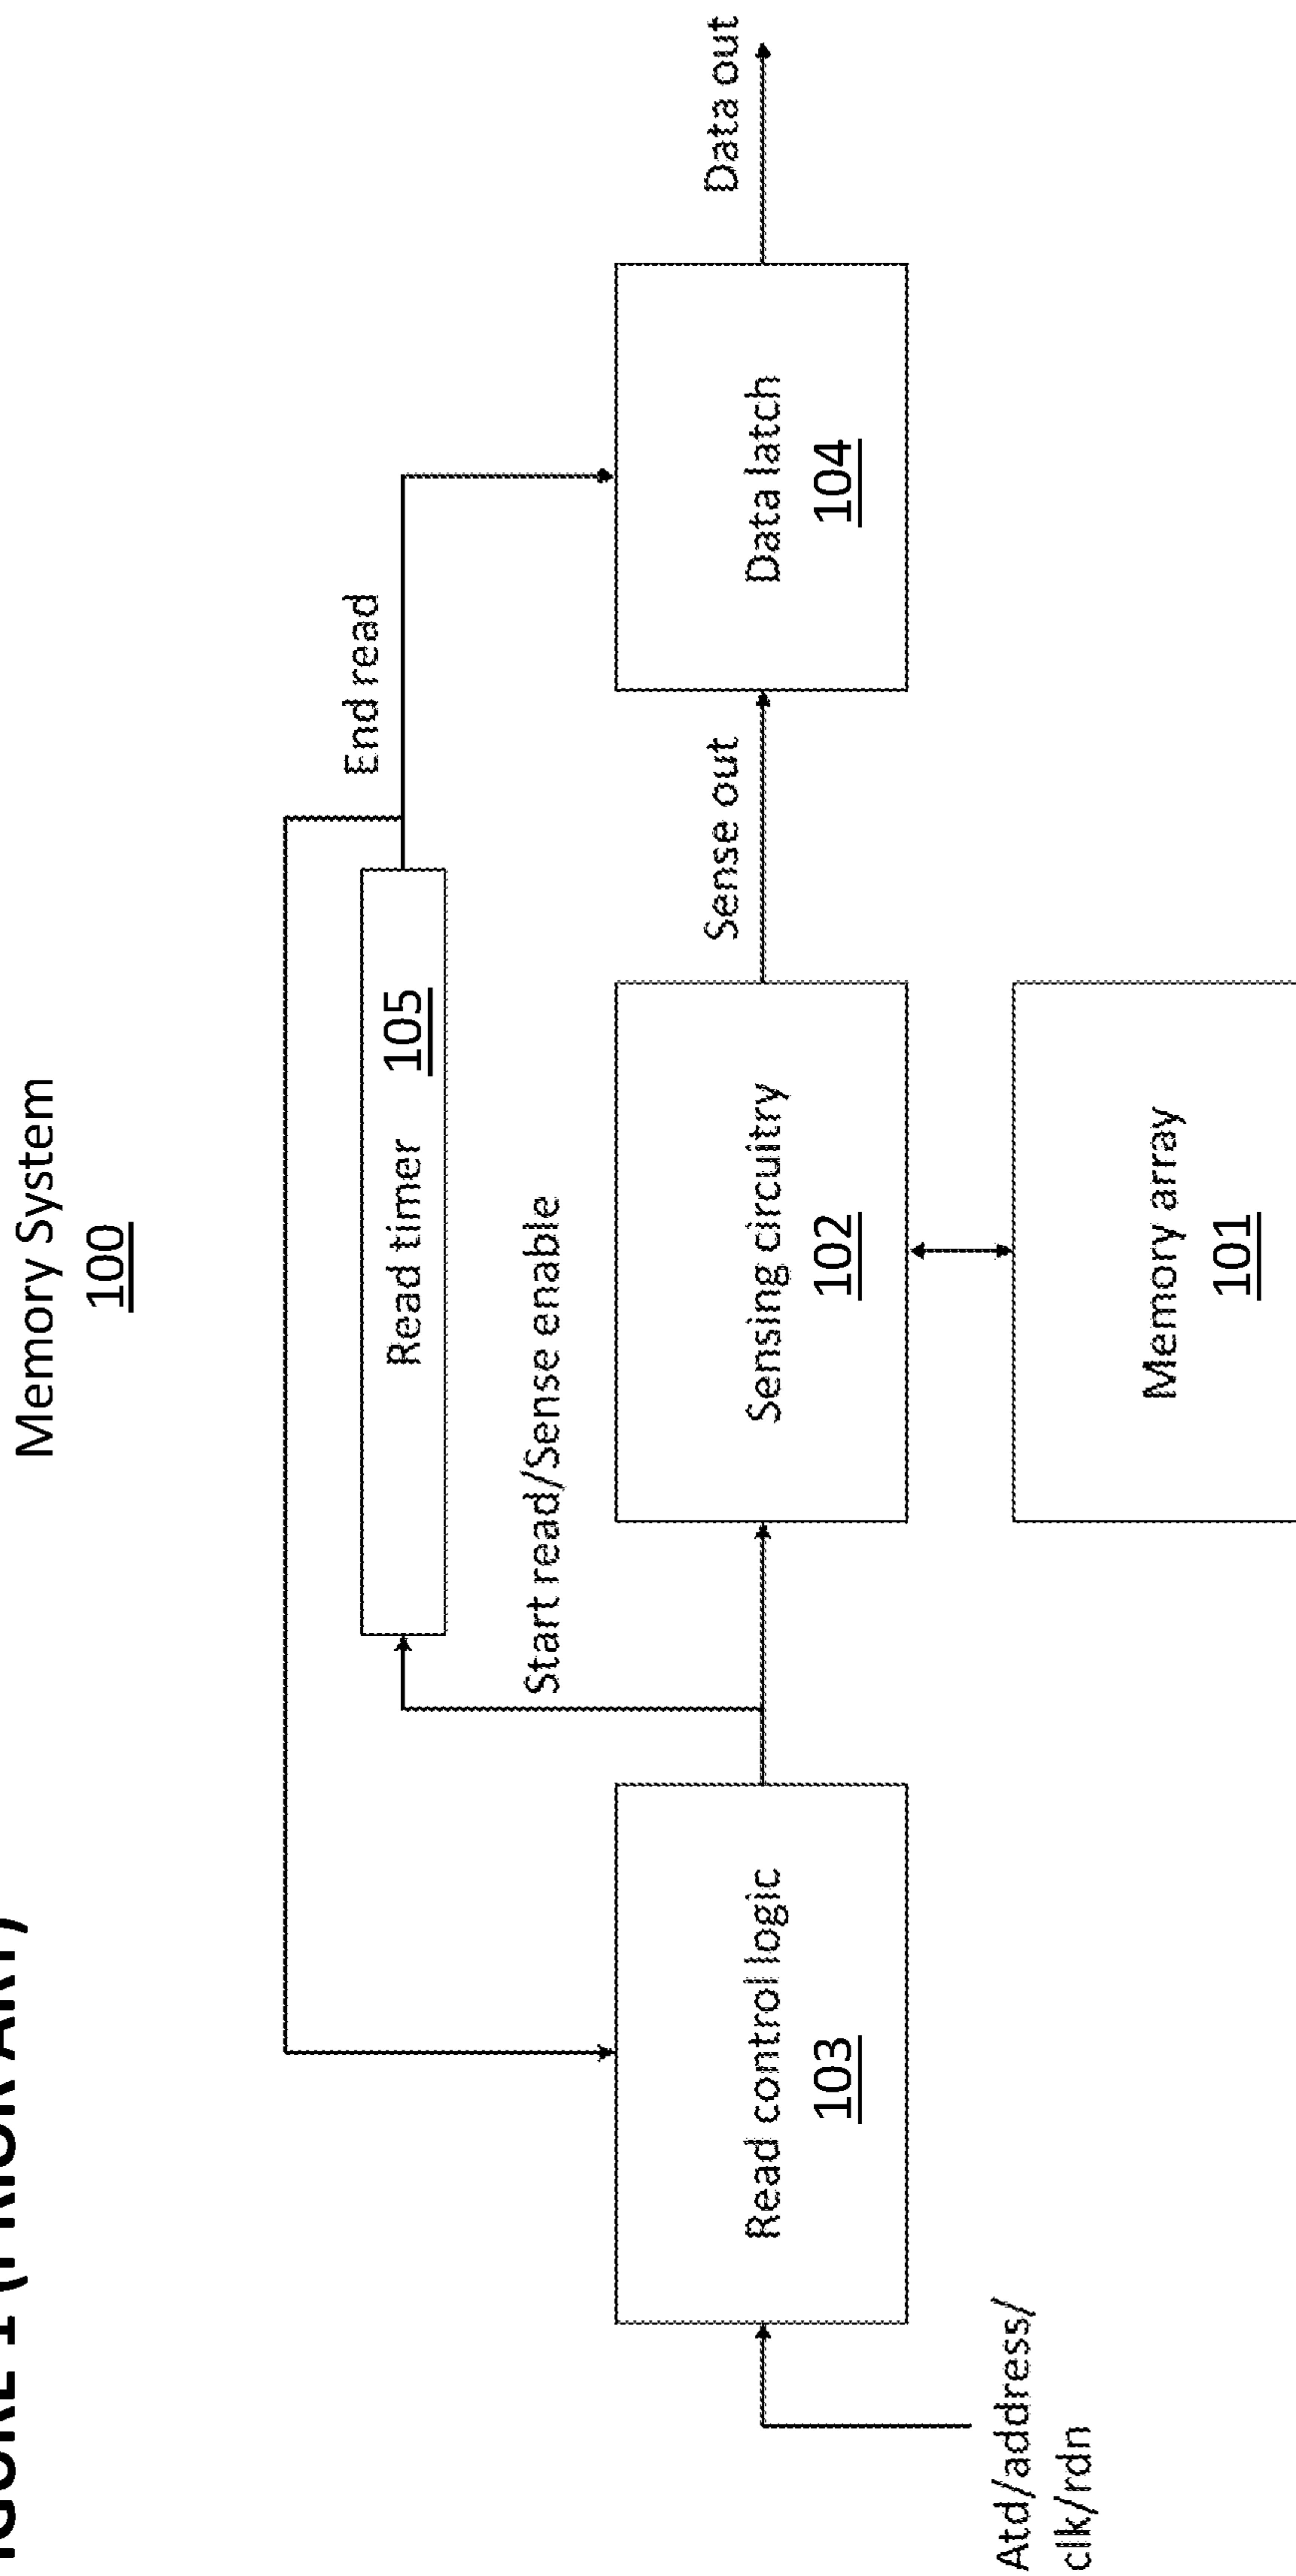 IGURE 1 (PRIOR ART)
Memory System
100
End read
Read timer 105
Start read/Sense enable
Data out
Sense out
Read control logic
103
Sensing circuitry
102
Data latch
104
Atd/address/
clk/rdn
Memory array
101